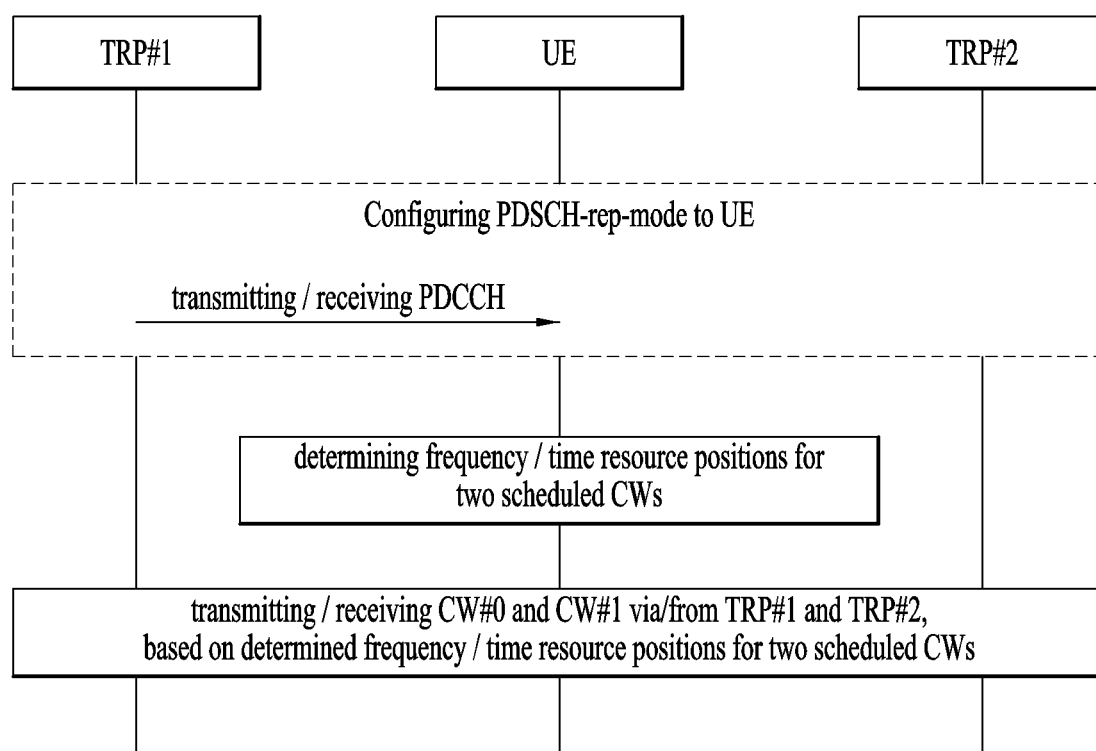 TRP#1
UE
TRP#2
Configuring PDSCH-rep-mode to UE
transmitting / receiving PDCCH
determining frequency / time resource positions for
two scheduled CWs
transmitting / receiving CW#0 and CW#1 via/from TRP#1 and TRP#2,
based on determined frequency / time resource positions for two scheduled CWs